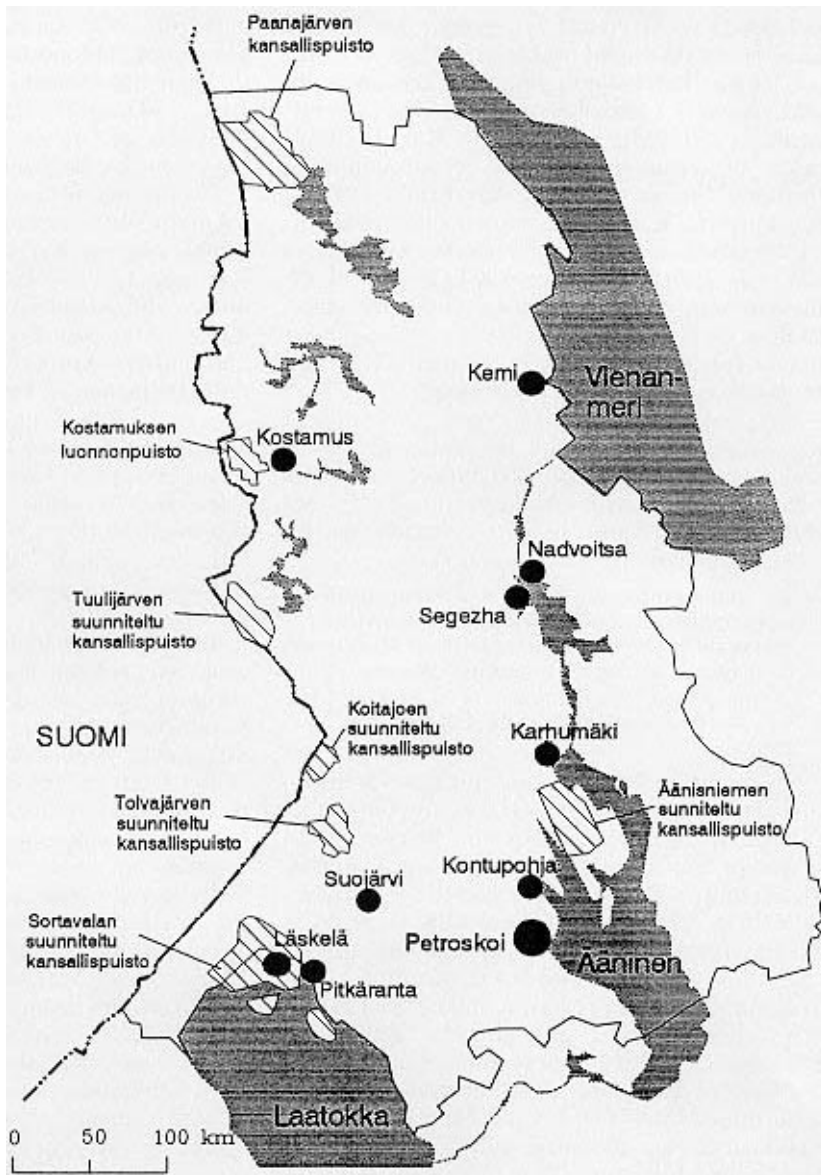 Paanajärven
kansallispuisto
Kemi
Vienan-
meri
Kostamuksen
luonnonpuisto
Kostamus
Nadvoitsa
Segezha
Tuulijärven
suunniteltu
kansallispuisto
SUOMI
Koitajoen
suunniteltu
kansallispuisto
Karhumäki
Tolvajärven
suunniteltu
kansallispuisto
Äänisniemen
sunniteltu
kansallispuisto
Kontupohja
Suojärvi
Sortavalan
suunniteltu
kansallispuisto
Läskelä
Petroskoi
Ääninen
Pitkäranta
Laatokka
0 50 100 km